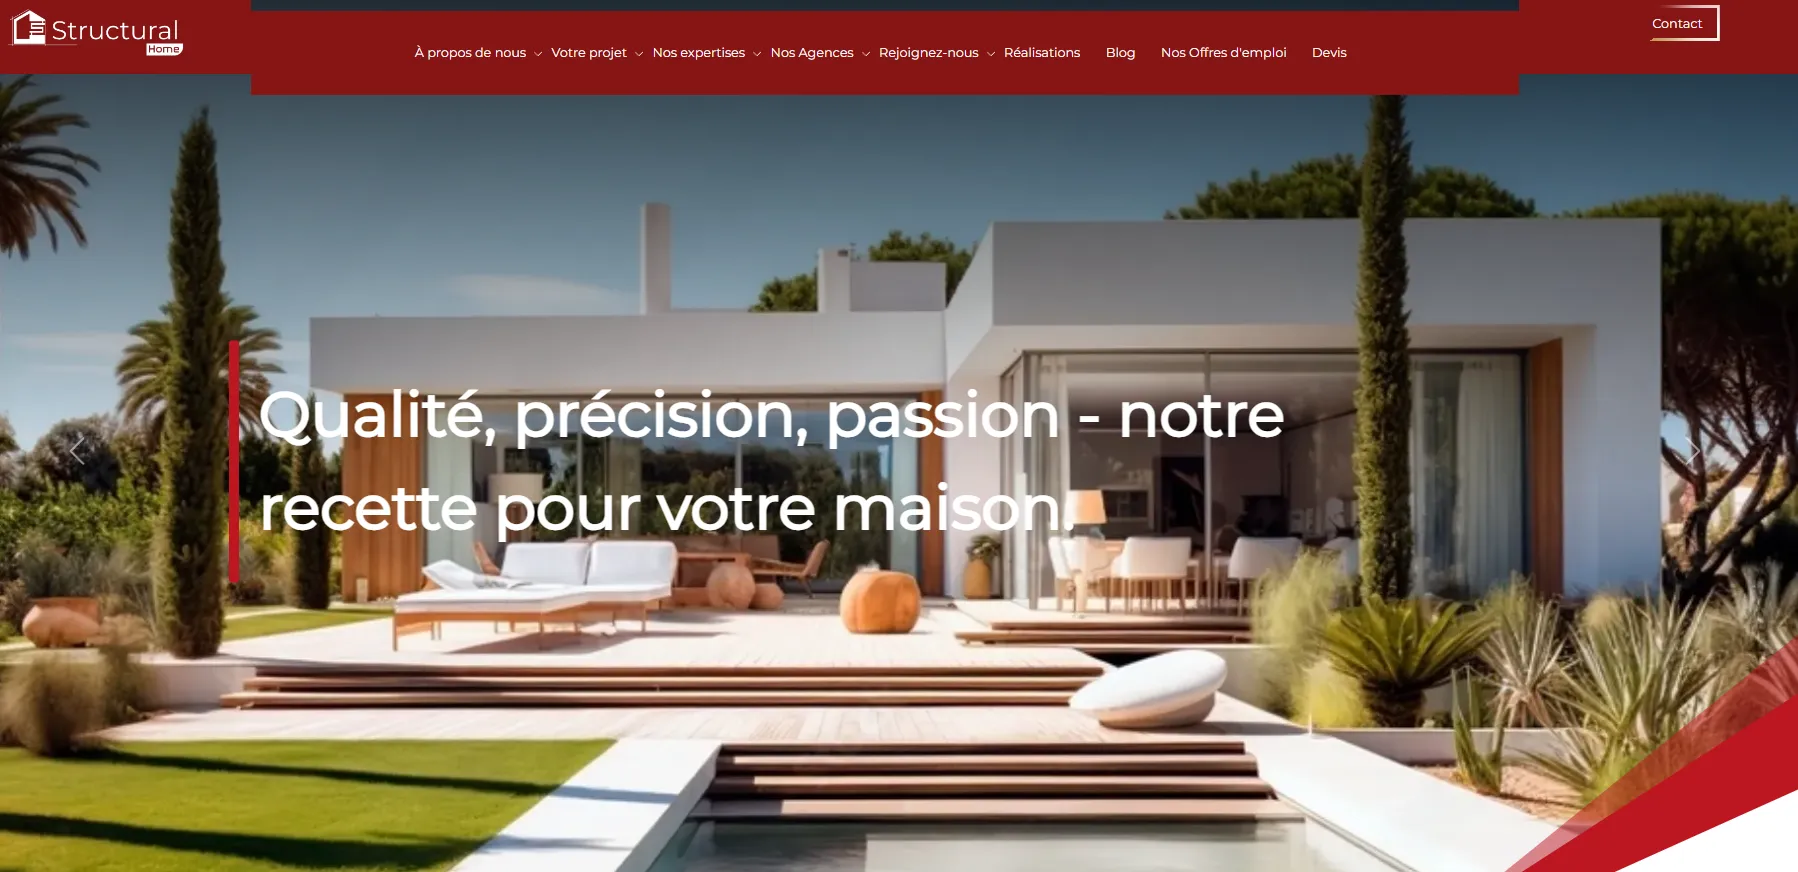 Structural
Home
À propos de nous
Votre projet
Nos expertises
Nos Agences
Rejoignez-nous
Réalisations
Blog
Nos Offres d'emploi
Devis
Contact
Qualité, précision, passion - notre
recette pour votre maison.